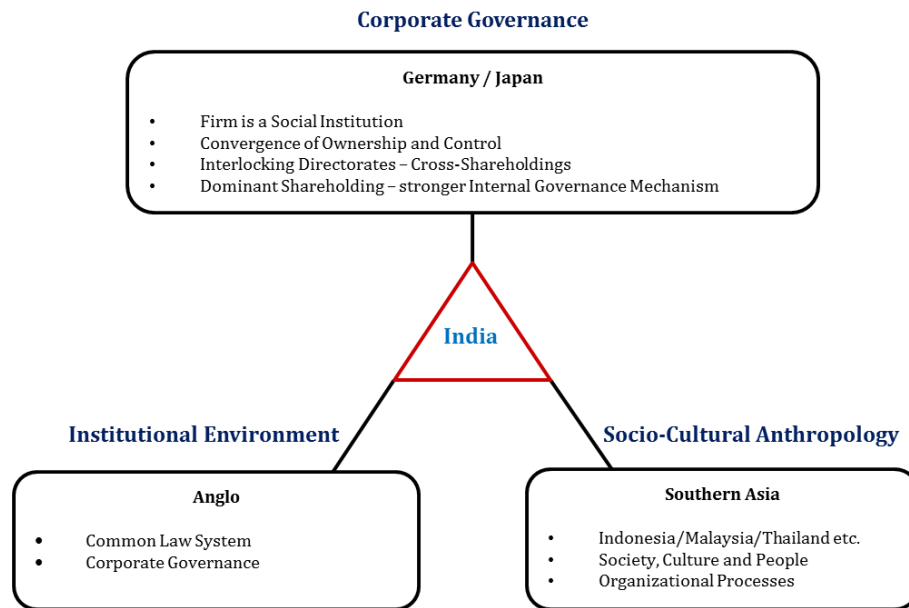 Corporate Governance
Germany / Japan
• Firm is a Social Institution
• Convergence of Ownership and Control
• Interlocking Directorates – Cross-Shareholdings
• Dominant Shareholding – stronger Internal Governance Mechanism
India
Institutional Environment
Anglo
• Common Law System
• Corporate Governance
Socio-Cultural Anthropology
Southern Asia
• Indonesia/Malaysia/Thailand etc.
• Society, Culture and People
• Organizational Processes